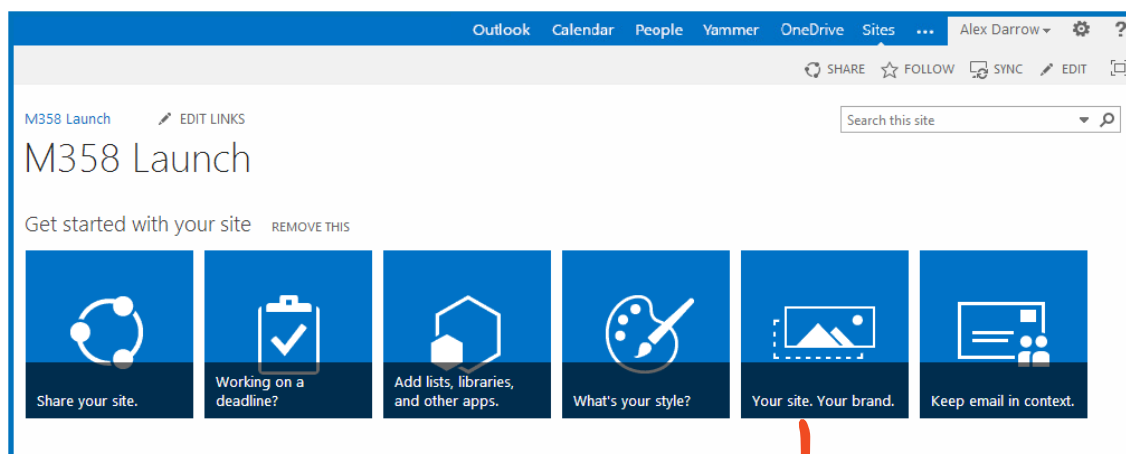 Outlook Calendar People Yammer OneDrive Sites ... Alex Darrow ?
SHARE FOLLOW SYNC EDIT
M358 Launch EDIT LINKS
Search this site
M358 Launch
Get started with your site REMOVE THIS
Share your site.
Working on a
deadline?
Add lists, libraries,
and other apps.
What's your style?
Your site. Your brand.
Keep email in context.